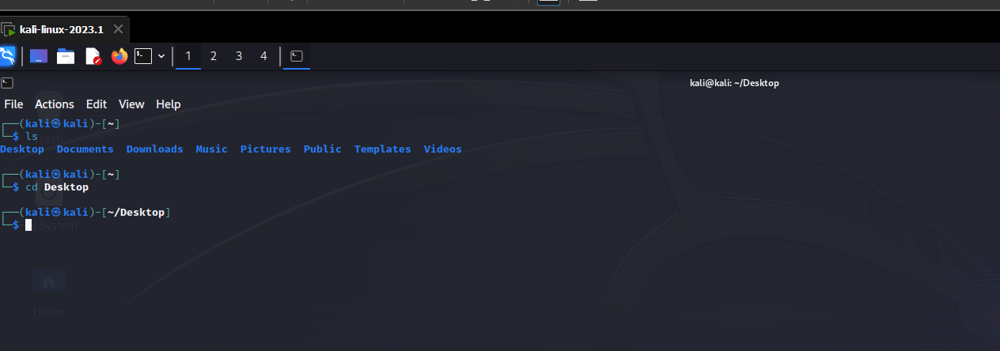 kali-linux-2023.1
1 2 3 4
kali@kali: ~/Desktop
File Actions Edit View Help
┌──(kali㉿kali)-[~]
└─$ ls
Desktop Documents Downloads Music Pictures Public Templates Videos
┌──(kali㉿kali)-[~]
└─$ cd Desktop
┌──(kali㉿kali)-[~/Desktop]
└─$
System
Home